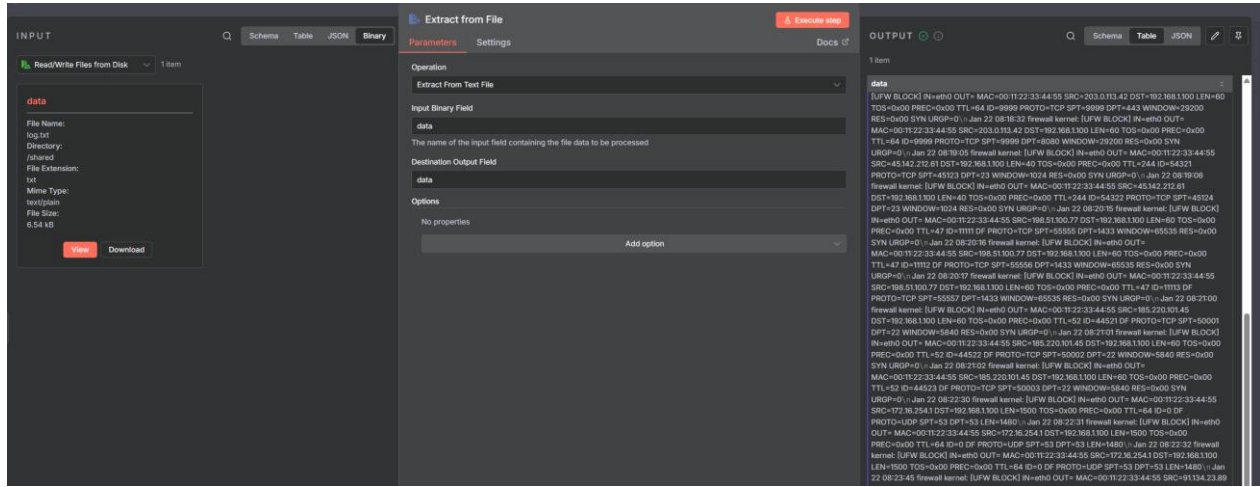 INPUT
Schema Table JSON Binary
Read/Write Files from Disk
1 item
data
File Name:
log.txt
Directory:
/shared
File Extension:
txt
Mime Type:
text/plain
File Size:
6.54 kB
View Download
Extract from File
Execute step
Parameters Settings
Docs
Operation
Extract From Text File
Input Binary Field
data
The name of the input field containing the file data to be processed
Destination Output Field
data
Options
No properties
Add option
OUTPUT
Schema Table JSON
1 item
data
[UFW BLOCK] IN=eth0 OUT= MAC=00:11:22:33:44:55 SRC=203.0.113.42 DST=192.168.1.100 LEN=60
TOS=0x00 PREC=0x00 TTL=64 ID=9999 PROTO=TCP SPT=9999 DPT=443 WINDOW=29200
RES=0x00 SYN URGP=0\n Jan 22 08:18:32 firewall kernel: [UFW BLOCK] IN=eth0 OUT=
MAC=00:11:22:33:44:55 SRC=203.0.113.42 DST=192.168.1.100 LEN=60 TOS=0x00 PREC=0x00
TTL=64 ID=9999 PROTO=TCP SPT=9999 DPT=8080 WINDOW=29200 RES=0x00 SYN
URGP=0\n Jan 22 08:19:05 firewall kernel: [UFW BLOCK] IN=eth0 OUT= MAC=00:11:22:33:44:55
SRC=45.142.212.61 DST=192.168.1.100 LEN=40 TOS=0x00 PREC=0x00 TTL=244 ID=54321
PROTO=TCP SPT=45123 DPT=23 WINDOW=1024 RES=0x00 SYN URGP=0\n Jan 22 08:19:06
firewall kernel: [UFW BLOCK] IN=eth0 OUT= MAC=00:11:22:33:44:55 SRC=45.142.212.61
DST=192.168.1.100 LEN=40 TOS=0x00 PREC=0x00 TTL=244 ID=54322 PROTO=TCP SPT=45124
DPT=23 WINDOW=1024 RES=0x00 SYN URGP=0\n Jan 22 08:20:15 firewall kernel: [UFW BLOCK]
IN=eth0 OUT= MAC=00:11:22:33:44:55 SRC=198.51.100.77 DST=192.168.1.100 LEN=60 TOS=0x00
PREC=0x00 TTL=47 ID=11111 DF PROTO=TCP SPT=55555 DPT=1433 WINDOW=65535 RES=0x00
SYN URGP=0\n Jan 22 08:20:16 firewall kernel: [UFW BLOCK] IN=eth0 OUT=
MAC=00:11:22:33:44:55 SRC=198.51.100.77 DST=192.168.1.100 LEN=60 TOS=0x00 PREC=0x00
TTL=47 ID=11112 DF PROTO=TCP SPT=55556 DPT=1433 WINDOW=65535 RES=0x00 SYN
URGP=0\n Jan 22 08:20:17 firewall kernel: [UFW BLOCK] IN=eth0 OUT= MAC=00:11:22:33:44:55
SRC=198.51.100.77 DST=192.168.1.100 LEN=60 TOS=0x00 PREC=0x00 TTL=47 ID=11113 DF
PROTO=TCP SPT=55557 DPT=1433 WINDOW=65535 RES=0x00 SYN URGP=0\n Jan 22 08:21:00
firewall kernel: [UFW BLOCK] IN=eth0 OUT= MAC=00:11:22:33:44:55 SRC=185.220.101.45
DST=192.168.1.100 LEN=60 TOS=0x00 PREC=0x00 TTL=52 ID=44521 DF PROTO=TCP SPT=50001
DPT=22 WINDOW=5840 RES=0x00 SYN URGP=0\n Jan 22 08:21:01 firewall kernel: [UFW BLOCK]
IN=eth0 OUT= MAC=00:11:22:33:44:55 SRC=185.220.101.45 DST=192.168.1.100 LEN=60 TOS=0x00
PREC=0x00 TTL=52 ID=44522 DF PROTO=TCP SPT=50002 DPT=22 WINDOW=5840 RES=0x00
SYN URGP=0\n Jan 22 08:21:02 firewall kernel: [UFW BLOCK] IN=eth0 OUT=
MAC=00:11:22:33:44:55 SRC=185.220.101.45 DST=192.168.1.100 LEN=60 TOS=0x00 PREC=0x00
TTL=52 ID=44523 DF PROTO=TCP SPT=50003 DPT=22 WINDOW=5840 RES=0x00 SYN
URGP=0\n Jan 22 08:22:30 firewall kernel: [UFW BLOCK] IN=eth0 OUT= MAC=00:11:22:33:44:55
SRC=172.16.254.1 DST=192.168.1.100 LEN=1500 TOS=0x00 PREC=0x00 TTL=64 ID=0 DF
PROTO=UDP SPT=53 DPT=53 LEN=1480\n Jan 22 08:22:31 firewall kernel: [UFW BLOCK] IN=eth0
OUT= MAC=00:11:22:33:44:55 SRC=172.16.254.1 DST=192.168.1.100 LEN=1500 TOS=0x00
PREC=0x00 TTL=64 ID=0 DF PROTO=UDP SPT=53 DPT=53 LEN=1480\n Jan 22 08:22:32 firewall
kernel: [UFW BLOCK] IN=eth0 OUT= MAC=00:11:22:33:44:55 SRC=172.16.254.1 DST=192.168.1.100
LEN=1500 TOS=0x00 PREC=0x00 TTL=64 ID=0 DF PROTO=UDP SPT=53 DPT=53 LEN=1480\n Jan
22 08:23:45 firewall kernel: [UFW BLOCK] IN=eth0 OUT= MAC=00:11:22:33:44:55 SRC=91.134.23.89